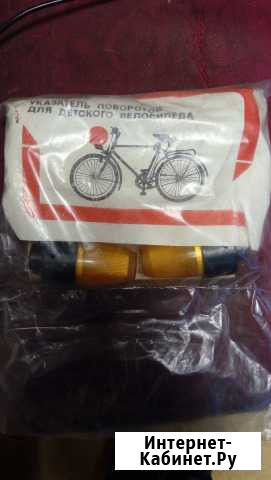 УКАЗАТЕЛЬ ПОВОРОТОВ
ДЛЯ ДЕТСКОГО ВЕЛОСИПЕДА
Интернет-
Кабинет.Ру